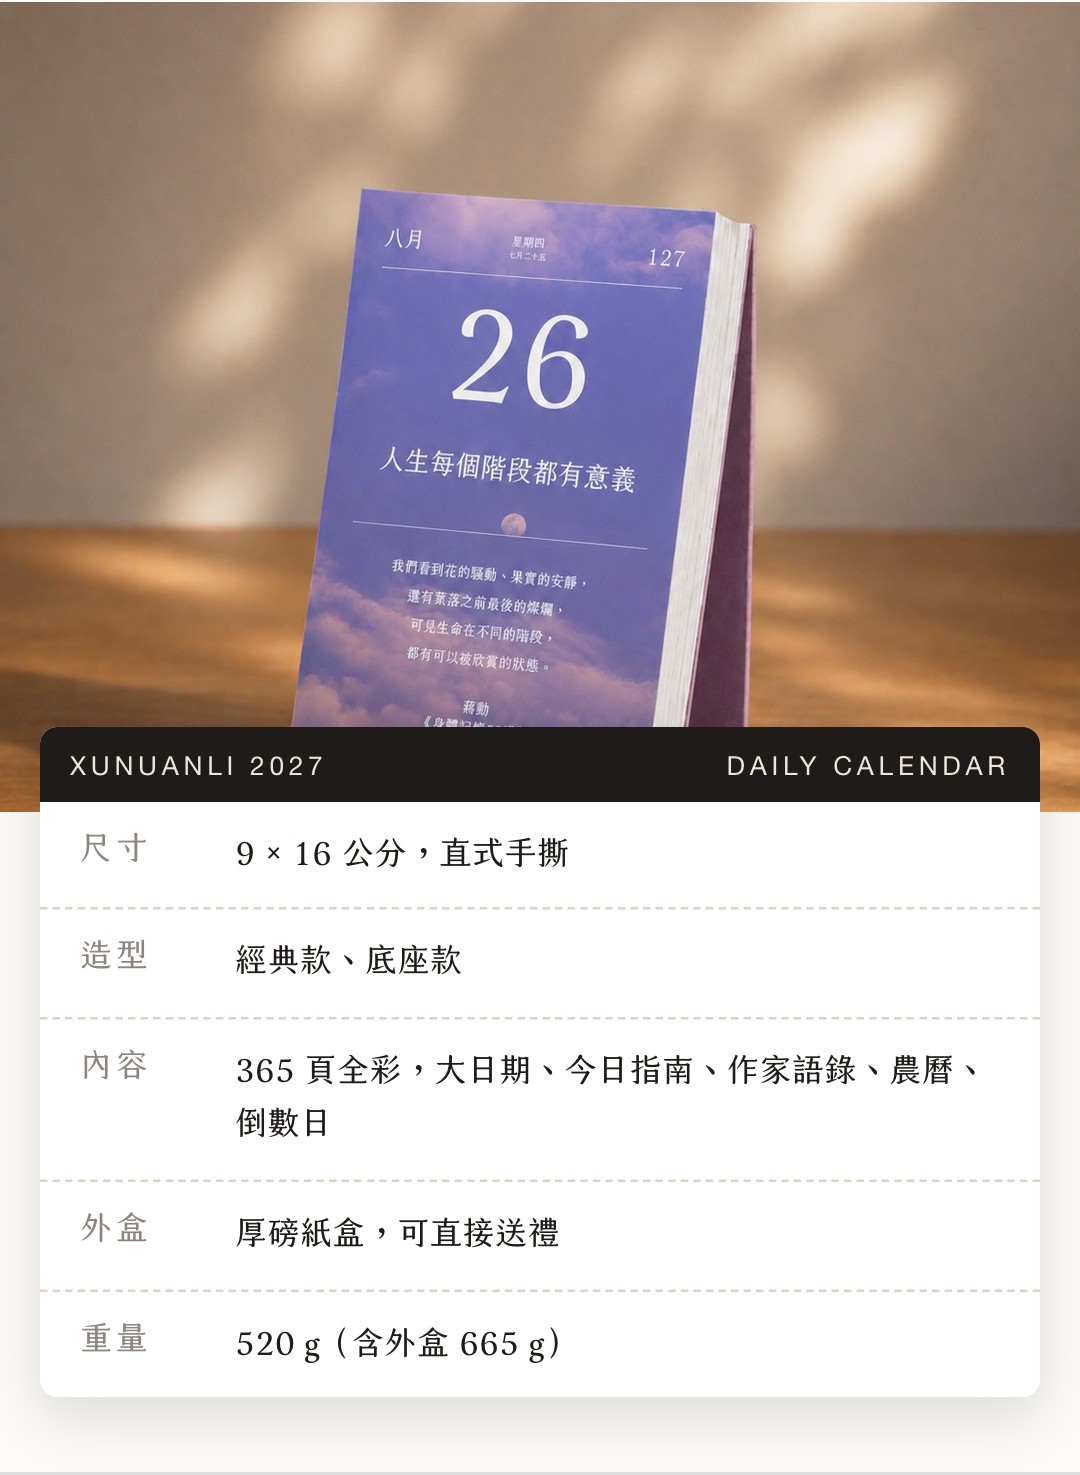 八月
星期四
七月二十五
127
26
人生每個階段都有意義
我們看到花的騷動、果實的安靜，
還有葉落之前最後的燦爛，
可見生命在不同的階段，
都有可以被欣賞的狀態。
蔣勳
XUNUANLI 2027
DAILY CALENDAR
尺寸
9 × 16 公分，直式手撕
造型
經典款、底座款
內容
365 頁全彩，大日期、今日指南、作家語錄、農曆、
倒數日
外盒
厚磅紙盒，可直接送禮
重量
520 g（含外盒 665 g）